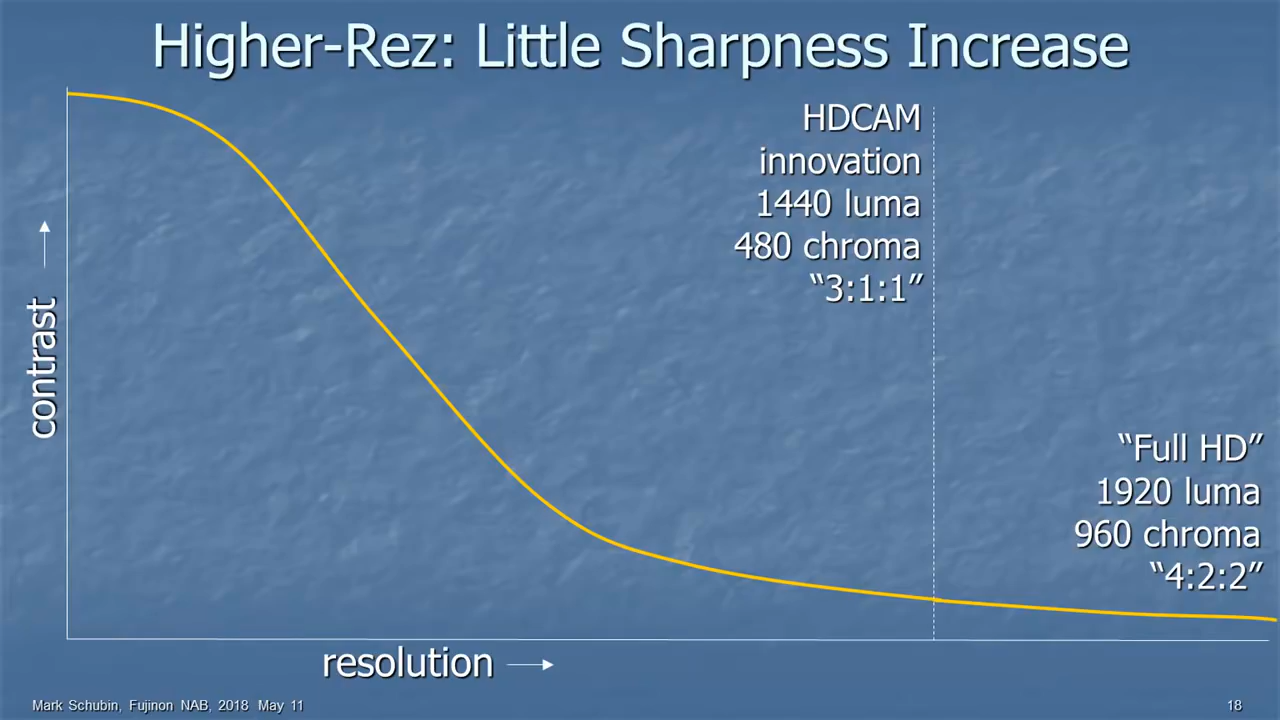 Higher-Rez: Little Sharpness Increase
HDCAM
innovation
1440 luma
480 chroma
“3:1:1”
contrast
“Full HD”
1920 luma
960 chroma
“4:2:2”
resolution
Mark Schubin, Fujinon NAB, 2018 May 11
18